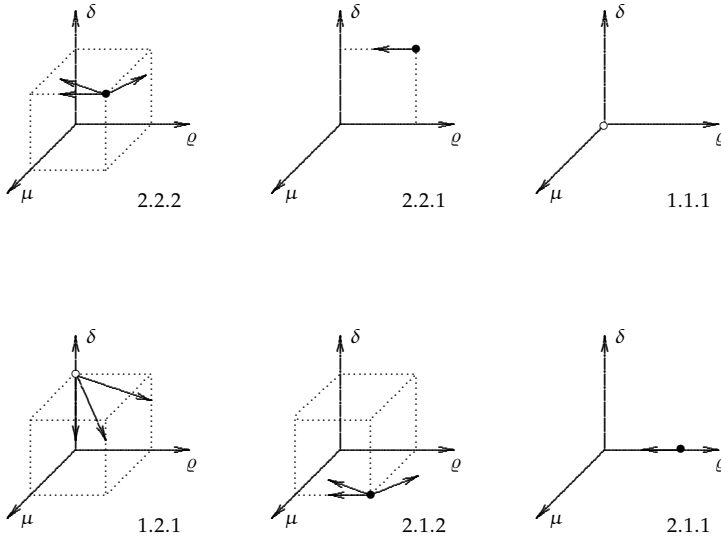 δ δ δ
ϱ ϱ ϱ
μ μ μ
2.2.2 2.2.1 1.1.1
δ δ δ
ϱ ϱ ϱ
μ μ μ
1.2.1 2.1.2 2.1.1